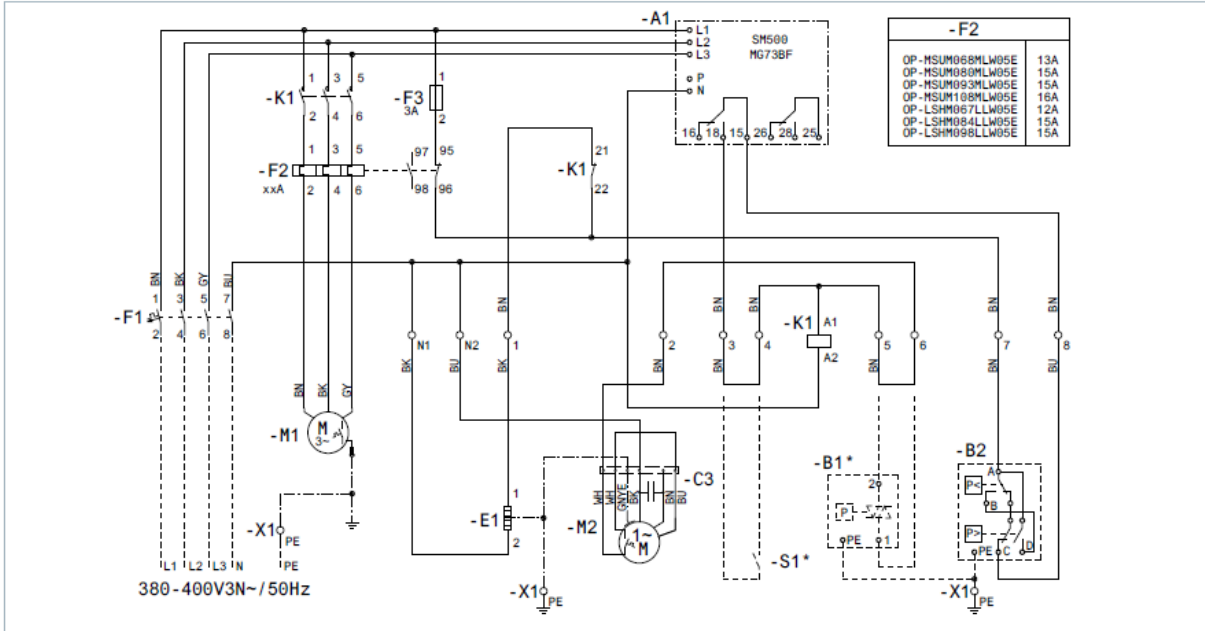 -A1
L1
L2
L3
P
N
SM500
MG73BF
16 18 15 26 28 25
-F2
OP-MSUM068MLW05E 13A
OP-MSUM080MLW05E 15A
OP-MSUM093MLW05E 15A
OP-MSUM108MLW05E 16A
OP-LSHM067LLW05E 12A
OP-LSHM084LLW05E 15A
OP-LSHM098LLW05E 15A
1 3 5
-K1
2 4 6
1
-F3
3A
2
1 3 5
-F2
xxA
2 4 6
97 95
98 96
21
-K1
22
BN BK GY BU
1 3 5 7
-F1
2 4 6 8
BN BN BN BN BN BN BN
N1 N2 1 2 3 4 5 6 7 8
-K1 A1
A2
BK BU BK BN BN BN BN BU
BN BK GY
-M1
M
3~
-X1
PE
PE
L1 L2 L3 N
380-400V3N~/50Hz
1
-E1
2
WH WH GNYE BK BN BU
-C3
-M2
1~
M
-X1
PE
-S1*
-B1*
2
P
PE 1
-B2
A
P<
B
P>
PE C D
-X1
PE